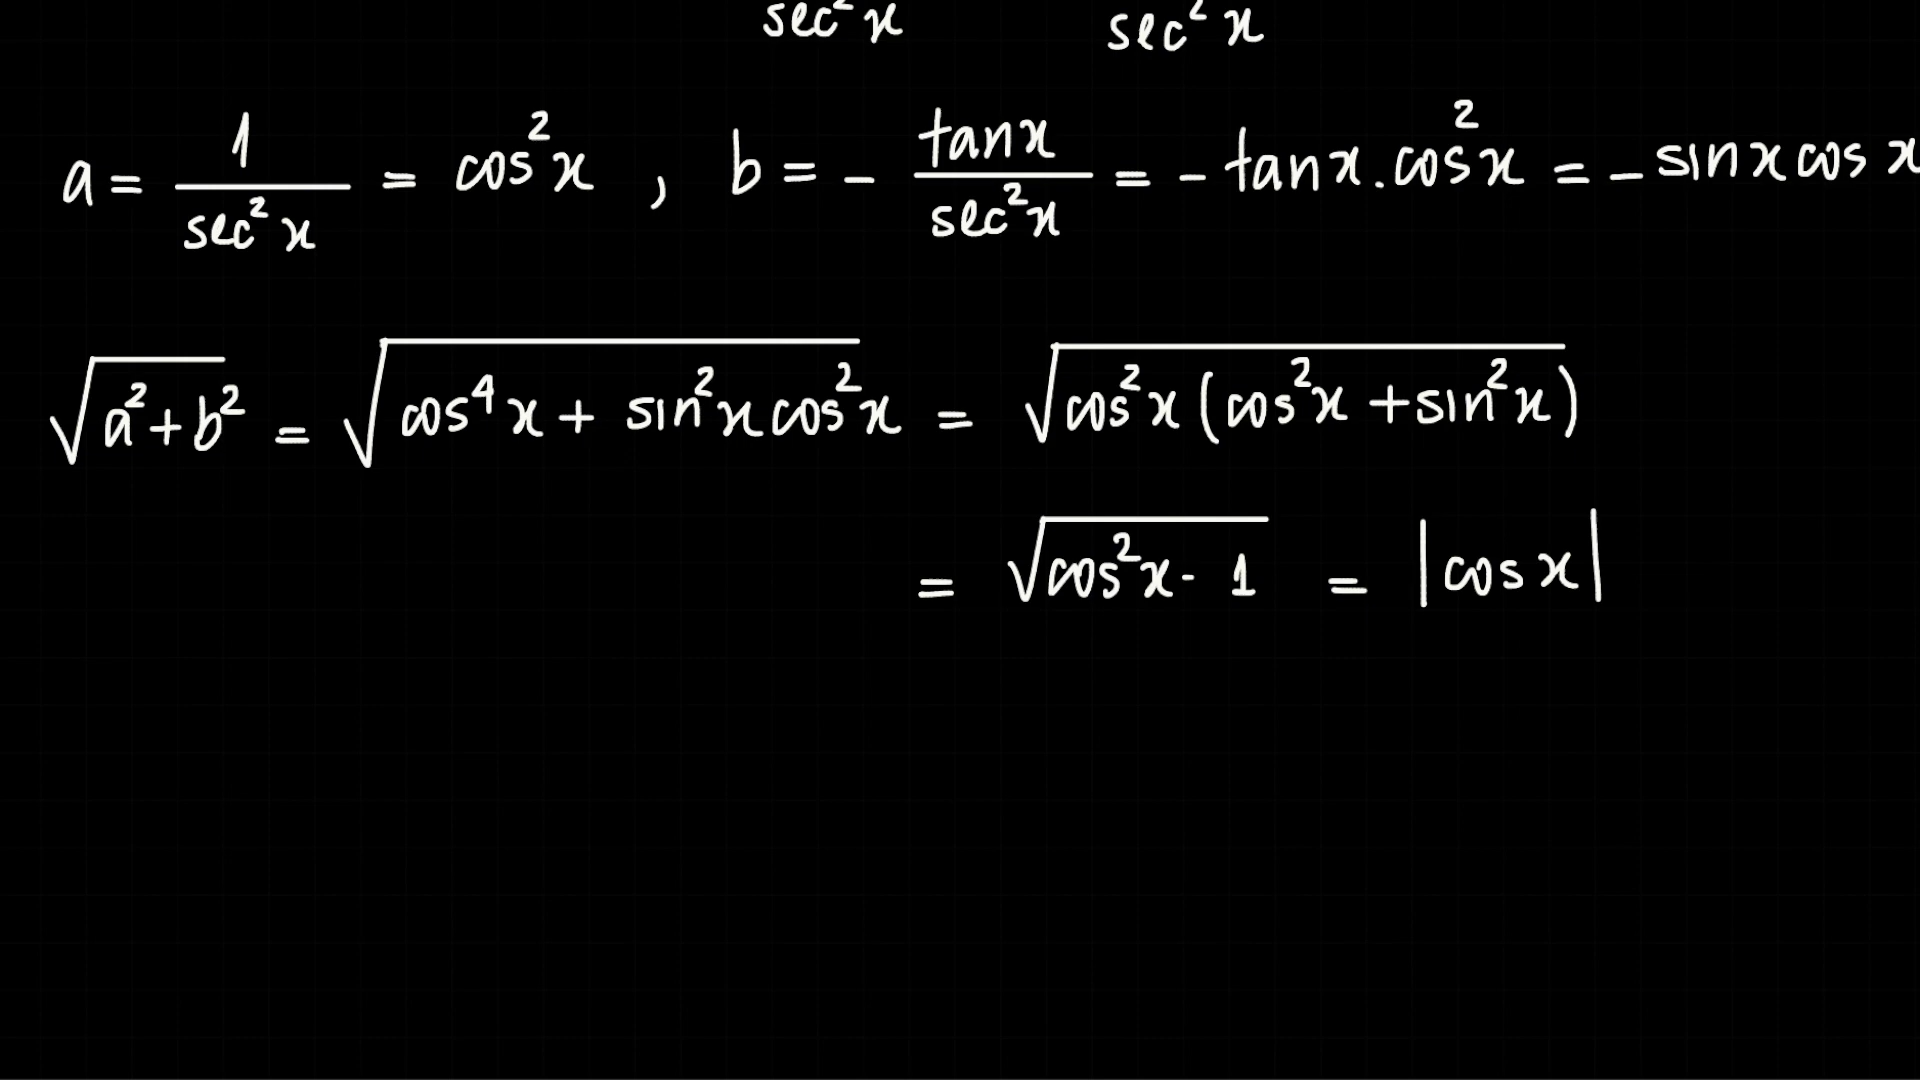 sec²x sec²x
a = 1/sec²x = cos²x , b = - tanx/sec²x = - tanx.cos²x = - sinx cos x
√(a²+b²) = √(cos⁴x + sin²x cos²x) = √(cos²x (cos²x + sin²x))
= √(cos²x - 1) = |cos x|